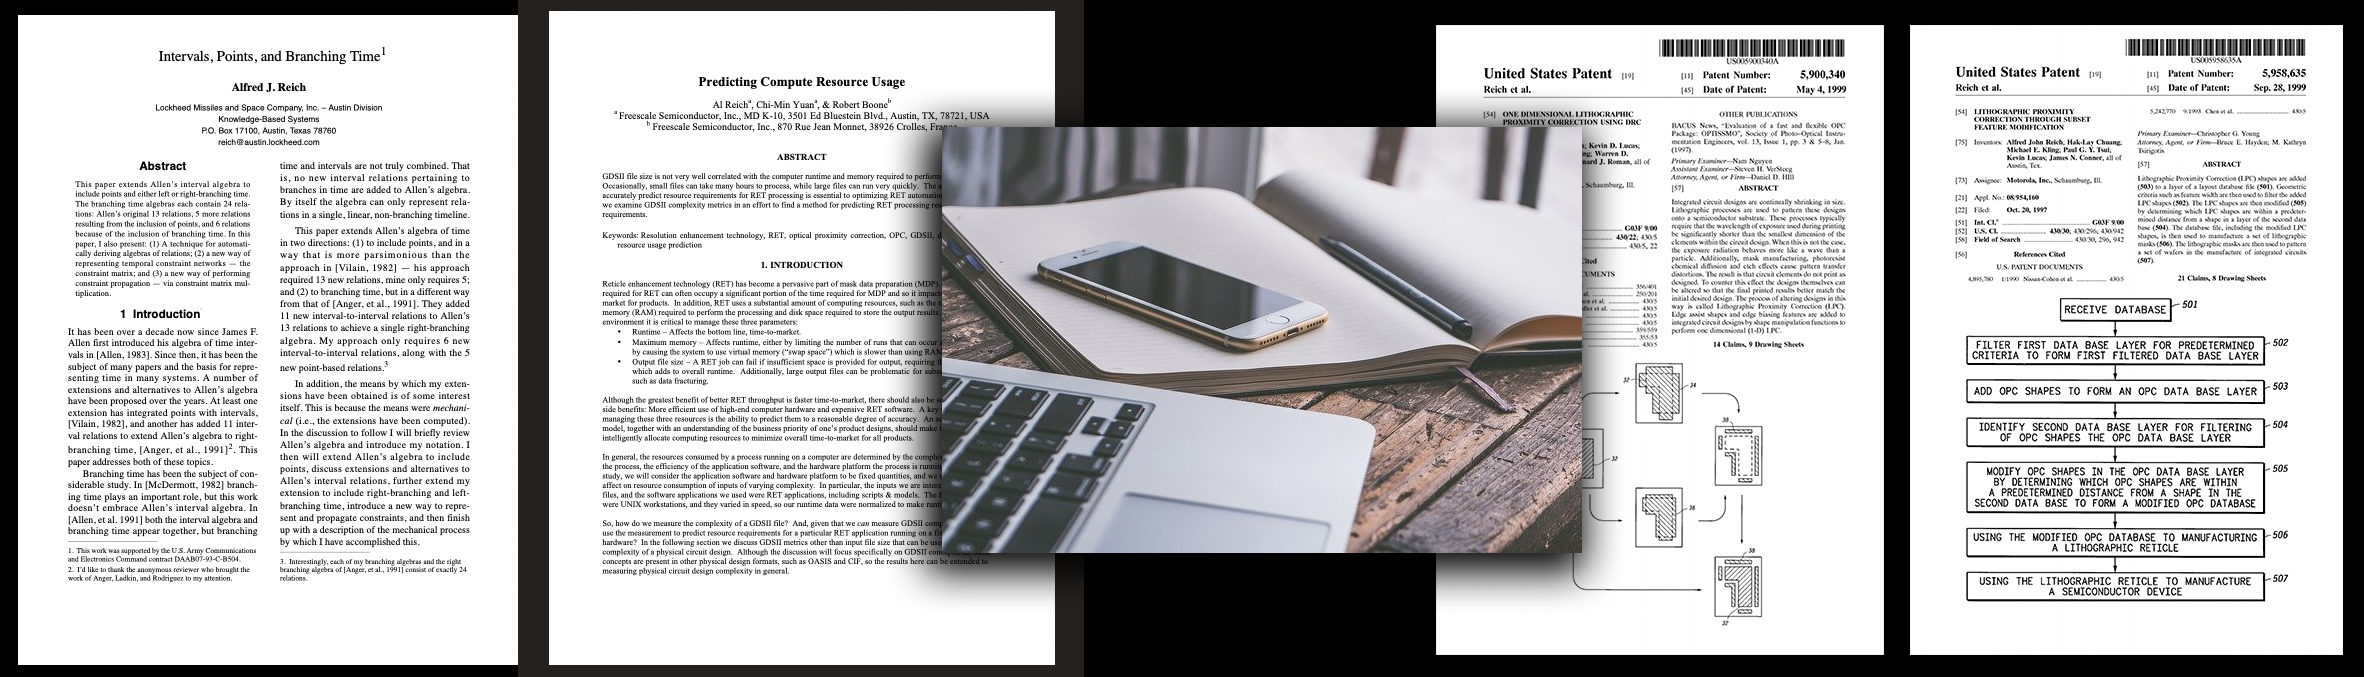 Intervals, Points, and Branching Time1
Alfred J. Reich
Lockheed Missiles and Space Company, Inc. – Austin Division
Knowledge-Based Systems
P.O. Box 17100, Austin, Texas 78760
reich@austin.lockheed.com
Abstract
This paper extends Allen's interval algebra to
include points and either left or right-branching time.
The branching time algebras each contain 24 rela-
tions: Allen's original 13 relations, 5 more relations
resulting from the inclusion of points, and 6 relations
because of the inclusion of branching time. In this
paper, I also present: (1) A technique for automati-
cally deriving algebras of relations; (2) a new way of
representing temporal constraint networks — the
constraint matrix; and (3) a new way of performing
constraint propagation — via constraint matrix mul-
tiplication.
1 Introduction
It has been over a decade now since James F.
Allen first introduced his algebra of time inter-
vals in [Allen, 1983]. Since then, it has been the
subject of many papers and the basis for repre-
senting time in many systems. A number of
extensions and alternatives to Allen's algebra
have been proposed over the years. At least one
extension has integrated points with intervals,
[Vilain, 1982], and another has added 11 inter-
val relations to extend Allen's algebra to right-
branching time, [Anger, et al., 1991]2. This
paper addresses both of these topics.
Branching time has been the subject of con-
siderable study. In [McDermott, 1982] branch-
ing time plays an important role, but this work
doesn't embrace Allen's interval algebra. In
[Allen, et al. 1991] both the interval algebra and
branching time appear together, but branching
1. This work was supported by the U.S. Army Communications
and Electronics Command contract DAAB07-93-C-B504.
2. I'd like to thank the anonymous reviewer who brought the
work of Anger, Ladkin, and Rodriguez to my attention.
time and intervals are not truly combined. That
is, no new interval relations pertaining to
branches in time are added to Allen's algebra.
By itself the algebra can only represent rela-
tions in a single, linear, non-branching timeline.
This paper extends Allen's algebra of time
in two directions: (1) to include points, and in a
way that is more parsimonious than the
approach in [Vilain, 1982] — his approach
required 13 new relations, mine only requires 5;
and (2) to branching time, but in a different way
from that of [Anger, et al., 1991]. They added
11 new interval-to-interval relations to Allen's
13 relations to achieve a single right-branching
algebra. My approach only requires 6 new
interval-to-interval relations, along with the 5
new point-based relations.3
In addition, the means by which my exten-
sions have been obtained is of some interest
itself. This is because the means were mechani-
cal (i.e., the extensions have been computed).
In the discussion to follow I will briefly review
Allen's algebra and introduce my notation. I
then will extend Allen's algebra to include
points, discuss extensions and alternatives to
Allen's interval relations, further extend my
extension to include right-branching and left-
branching time, introduce a new way to repre-
sent and propagate constraints, and then finish
up with a description of the mechanical process
by which I have accomplished this.
3. Interestingly, each of my branching algebras and the right
branching algebra of [Anger, et al., 1991] consist of exactly 24
relations.
Predicting Compute Resource Usage
Al Reicha, Chi-Min Yuana, & Robert Booneb
a Freescale Semiconductor, Inc., MD K-10, 3501 Ed Bluestein Blvd., Austin, TX, 78721, USA
b Freescale Semiconductor, Inc., 870 Rue Jean Monnet, 38926 Crolles, France
ABSTRACT
GDSII file size is not very well correlated with the computer runtime and memory required to perform
Occasionally, small files can take many hours to process, while large files can run very quickly. The
accurately predict resource requirements for RET processing is essential to optimizing RET automation
we examine GDSII complexity metrics in an effort to find a method for predicting RET processing
requirements.
Keywords: Resolution enhancement technology, RET, optical proximity correction, OPC, GDSII,
resource usage prediction
1. INTRODUCTION
Reticle enhancement technology (RET) has become a pervasive part of mask data preparation (MDP)
required for RET can often occupy a significant portion of the time required for MDP and so it
market for products. In addition, RET uses a substantial amount of computing resources, such as the
memory (RAM) required to perform the processing and disk space required to store the output results.
environment it is critical to manage these three parameters:
• Runtime – Affects the bottom line, time-to-market.
• Maximum memory – Affects runtime, either by limiting the number of runs that can occur
by causing the system to use virtual memory ("swap space") which is slower than using RAM
• Output file size – A RET job can fail if insufficient space is provided for output, requiring
which adds to overall runtime. Additionally, large output files can be problematic for
such as data fracturing.
Although the greatest benefit of better RET throughput is faster time-to-market, there should also be
side benefits: More efficient use of high-end computer hardware and expensive RET software. A key
managing these three resources is the ability to predict them to a reasonable degree of accuracy. An
model, together with an understanding of the business priority of one's product designs, should make
intelligently allocate computing resources to minimize overall time-to-market for all products.
In general, the resources consumed by a process running on a computer are determined by the
the process, the efficiency of the application software, and the hardware platform the process is
study, we will consider the application software and hardware platform to be fixed quantities, and
affect on resource consumption of inputs of varying complexity. In particular, the inputs we are
files, and the software applications we used were RET applications, including scripts & models. The
were UNIX workstations, and they varied in speed, so our runtime data were normalized to make
So, how do we measure the complexity of a GDSII file? And, given that we can measure GDSII
use the measurement to predict resource requirements for a particular RET application running on a
hardware? In the following section we discuss GDSII metrics other than input file size that can be
complexity of a physical circuit design. Although the discussion will focus specifically on GDSII
concepts are present in other physical design formats, such as OASIS and CIF, so the results here can be extended to
measuring physical circuit design complexity in general.
US005900340A
United States Patent [19]
Reich et al.
[11] Patent Number: 5,900,340
[45] Date of Patent: May 4, 1999
[54] ONE DIMENSIONAL LITHOGRAPHIC
PROXIMITY CORRECTION USING DRC
Kevin D. Lucas;
Warren D.
J. Roman, all of
Schaumburg, Ill.
G03F 9/00
430/22; 430/5
430/5, 22
Cited
356/401
250/201
430/5
430/5
430/5
430/5
359/559
355/53
430/5
OTHER PUBLICATIONS
BACUS News, "Evaluation of a fast and flexible OPC
Package: OPTISSMO", Society of Photo-Optical Instru-
mentation Engineers, vol. 13, Issue 1, pp. 3 & 5–8, Jan.
(1997).
Primary Examiner—Nam Nguyen
Assistant Examiner—Steven H. VerSteeg
Attorney, Agent, or Firm—Daniel D. Hill
[57] ABSTRACT
Integrated circuit designs are continually shrinking in size.
Lithographic processes are used to pattern these designs
onto a semiconductor substrate. These processes typically
require that the wavelength of exposure used during printing
be significantly shorter than the smallest dimension of the
elements within the circuit design. When this is not the case,
the exposure radiation behaves more like a wave than a
particle. Additionally, mask manufacturing, photoresist
chemical diffusion and etch effects cause pattern transfer
distortions. The result is that circuit elements do not print as
designed. To counter this effect the designs themselves can
be altered so that the final printed results better match the
initial desired design. The process of altering designs in this
way is called Lithographic Proximity Correction (LPC).
Edge assist shapes and edge biasing features are added to
integrated circuit designs by shape manipulation functions to
perform one dimensional (1-D) LPC.
14 Claims, 9 Drawing Sheets
32
34
38
32
36
38
32
US005958635A
United States Patent [19]
Reich et al.
[11] Patent Number: 5,958,635
[45] Date of Patent: Sep. 28, 1999
[54] LITHOGRAPHIC PROXIMITY
CORRECTION THROUGH SUBSET
FEATURE MODIFICATION
[75] Inventors: Alfred John Reich; Hak-Lay Chuang;
Michael E. Kling; Paul G. Y. Tsui;
Kevin Lucas; James N. Conner, all of
Austin, Tex.
[73] Assignee: Motorola, Inc., Schaumburg, Ill.
[21] Appl. No.: 08/954,160
[22] Filed: Oct. 20, 1997
[51] Int. Cl.6 G03F 9/00
[52] U.S. Cl. 430/30; 430/296; 430/942
[58] Field of Search 430/30, 296, 942
[56] References Cited
U.S. PATENT DOCUMENTS
4,895,780 1/1990 Nissan-Cohen et al. 430/5
5,242,770 9/1993 Chen et al. 430/5
Primary Examiner—Christopher G. Young
Attorney, Agent, or Firm—Bruce E. Hayden; M. Kathryn
Tsirigotis
[57] ABSTRACT
Lithographic Proximity Correction (LPC) shapes are added
(503) to a layer of a layout database file (501). Geometric
criteria such as feature width are then used to filter the added
LPC shapes (502). The LPC shapes are then modified (505)
by determining which LPC shapes are within a predeter-
mined distance from a shape in a layer of the second data
base (504). The database file, including the modified LPC
shapes, is then used to manufacture a set of lithographic
masks (506). The lithographic masks are then used to pattern
a set of wafers in the manufacture of integrated circuits
(507).
21 Claims, 8 Drawing Sheets
RECEIVE DATABASE 501
FILTER FIRST DATA BASE LAYER FOR PREDETERMINED 502
CRITERIA TO FORM FIRST FILTERED DATA BASE LAYER
ADD OPC SHAPES TO FORM AN OPC DATA BASE LAYER 503
IDENTIFY SECOND DATA BASE LAYER FOR FILTERING 504
OF OPC SHAPES THE OPC DATA BASE LAYER
MODIFY OPC SHAPES IN THE OPC DATA BASE LAYER 505
BY DETERMINING WHICH OPC SHAPES ARE WITHIN
A PREDETERMINED DISTANCE FROM A SHAPE IN THE
SECOND DATA BASE TO FORM A MODIFIED OPC DATABASE
USING THE MODIFIED OPC DATABASE TO MANUFACTURING 506
A LITHOGRAPHIC RETICLE
USING THE LITHOGRAPHIC RETICLE TO MANUFACTURE 507
A SEMICONDUCTOR DEVICE